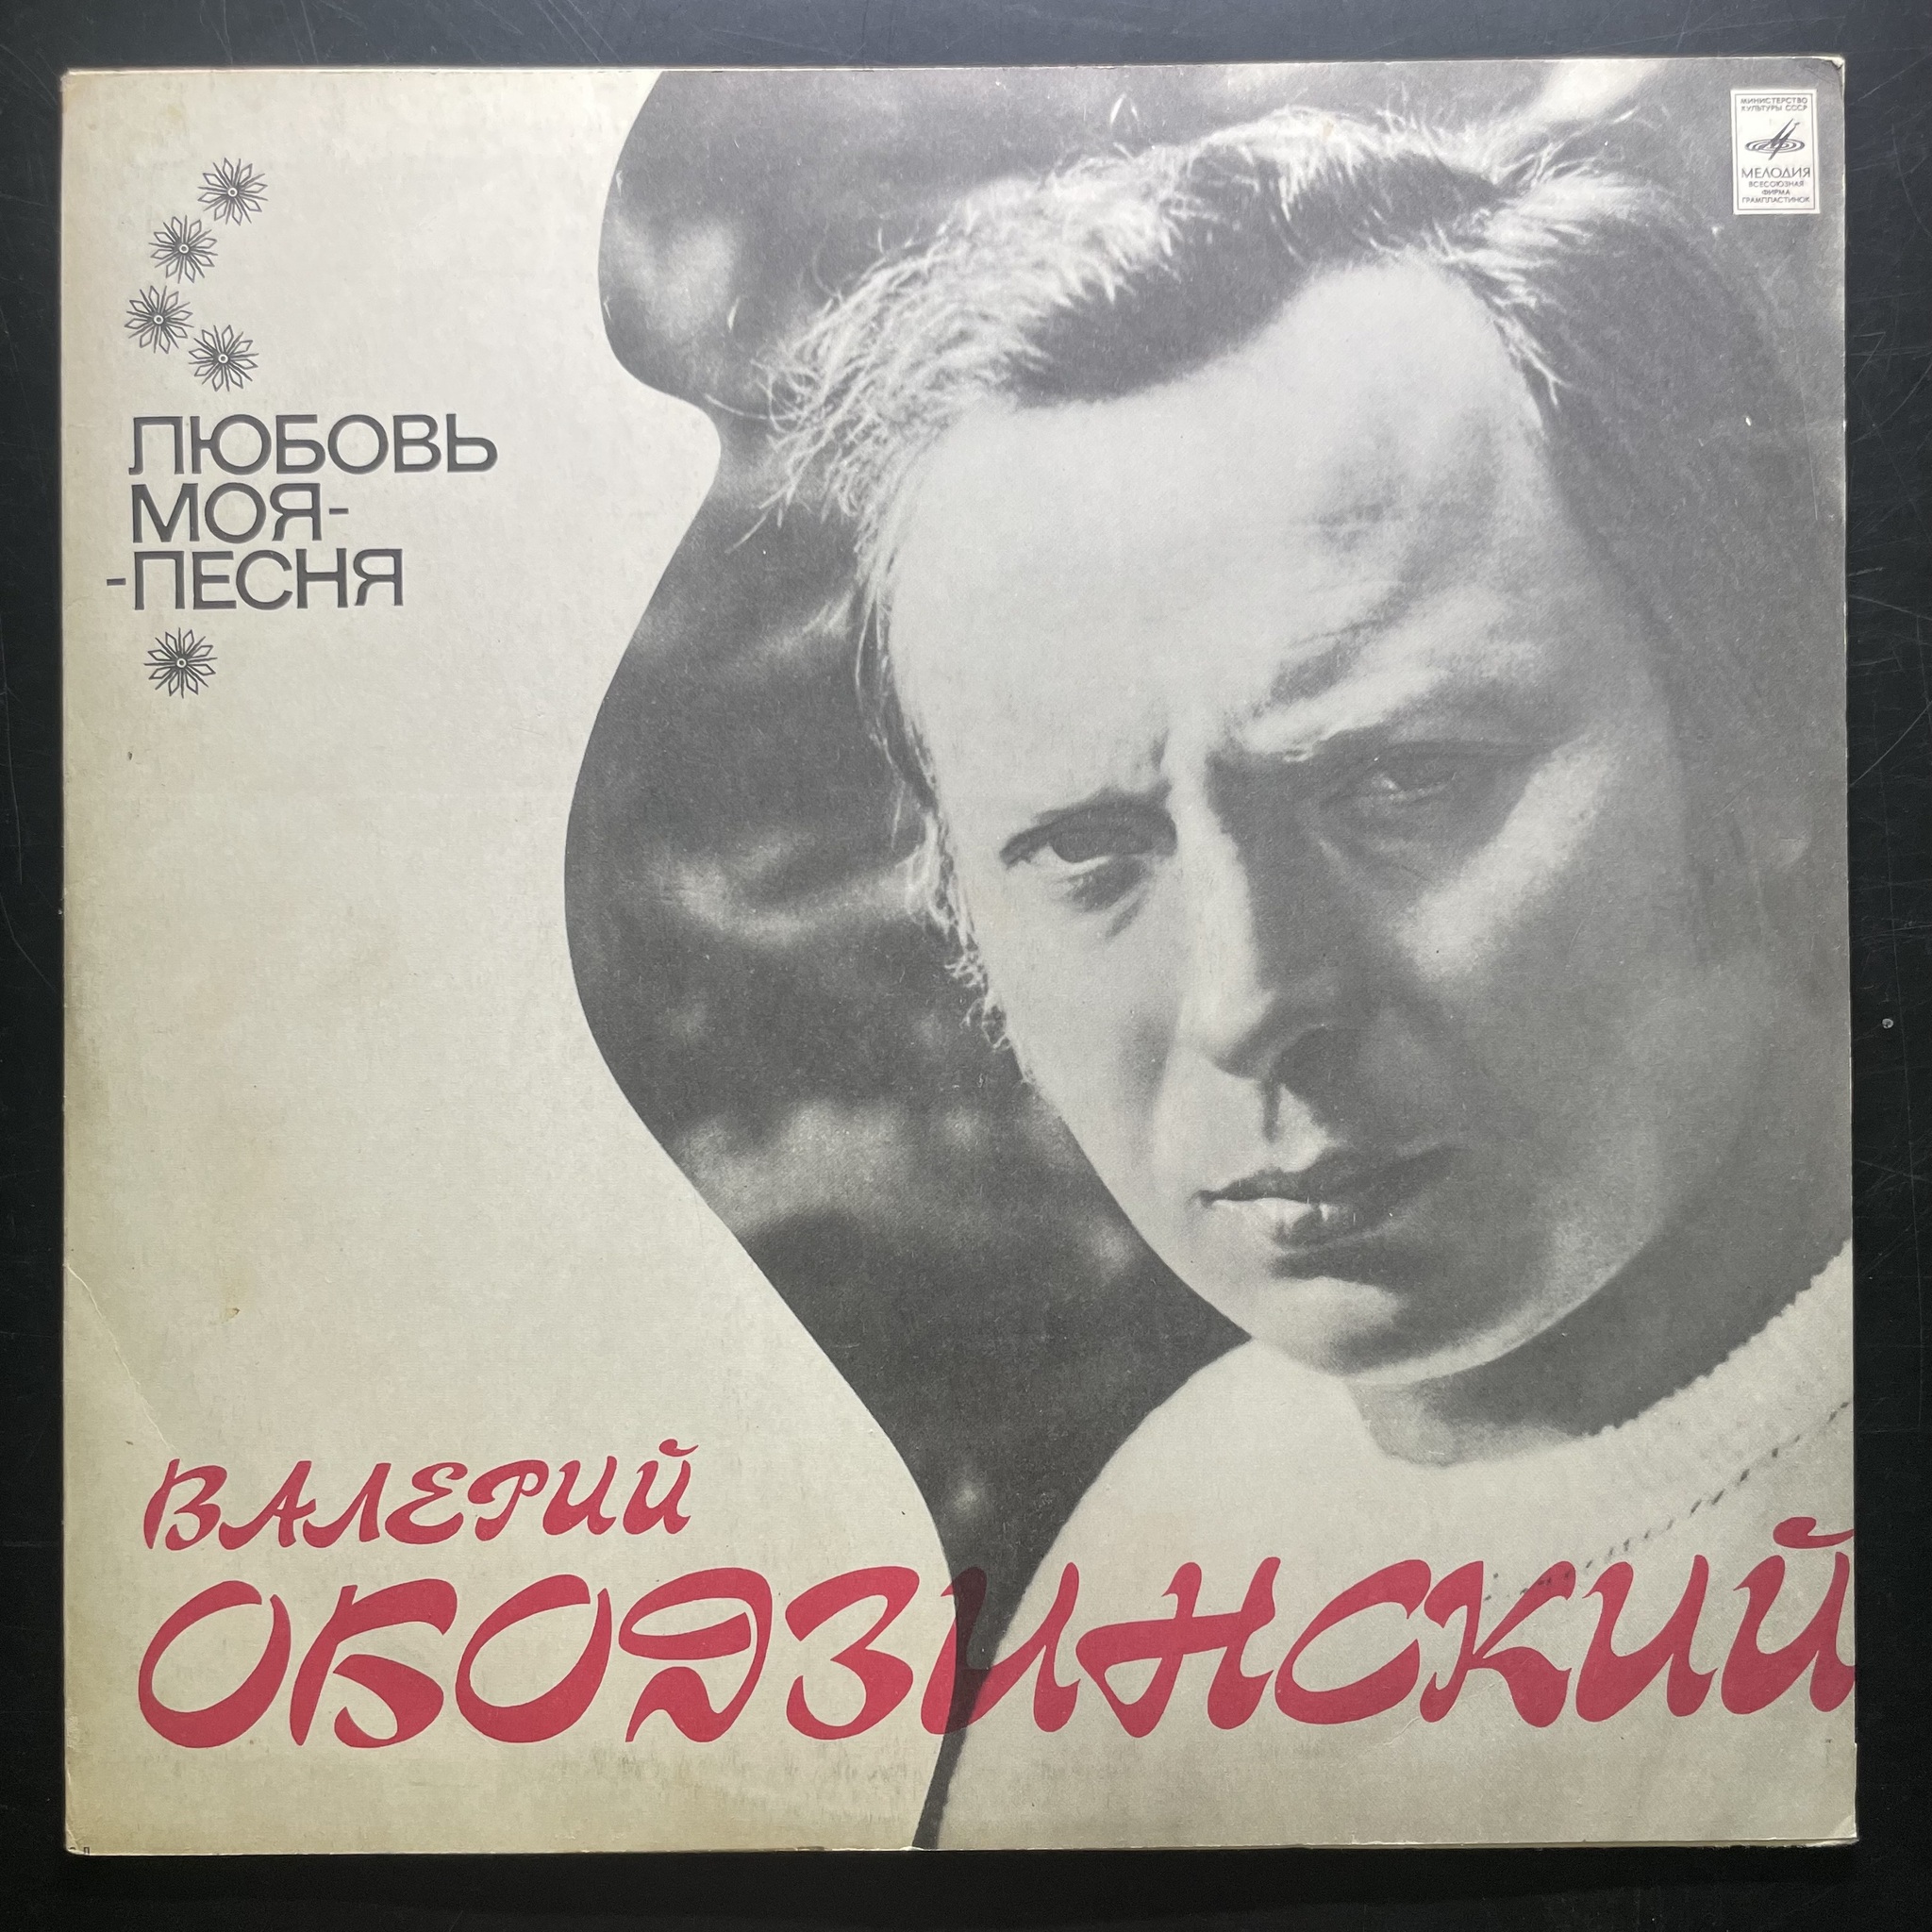 МИНИСТЕРСТВО
КУЛЬТУРЫ СССР
МЕЛОДИЯ
ВСЕСОЮЗНАЯ
ФИРМА
ГРАМПЛАСТИНОК
ЛЮБОВЬ
МОЯ-
-ПЕСНЯ
ВАЛЕРИЙ
ОБОДЗИНСКИЙ